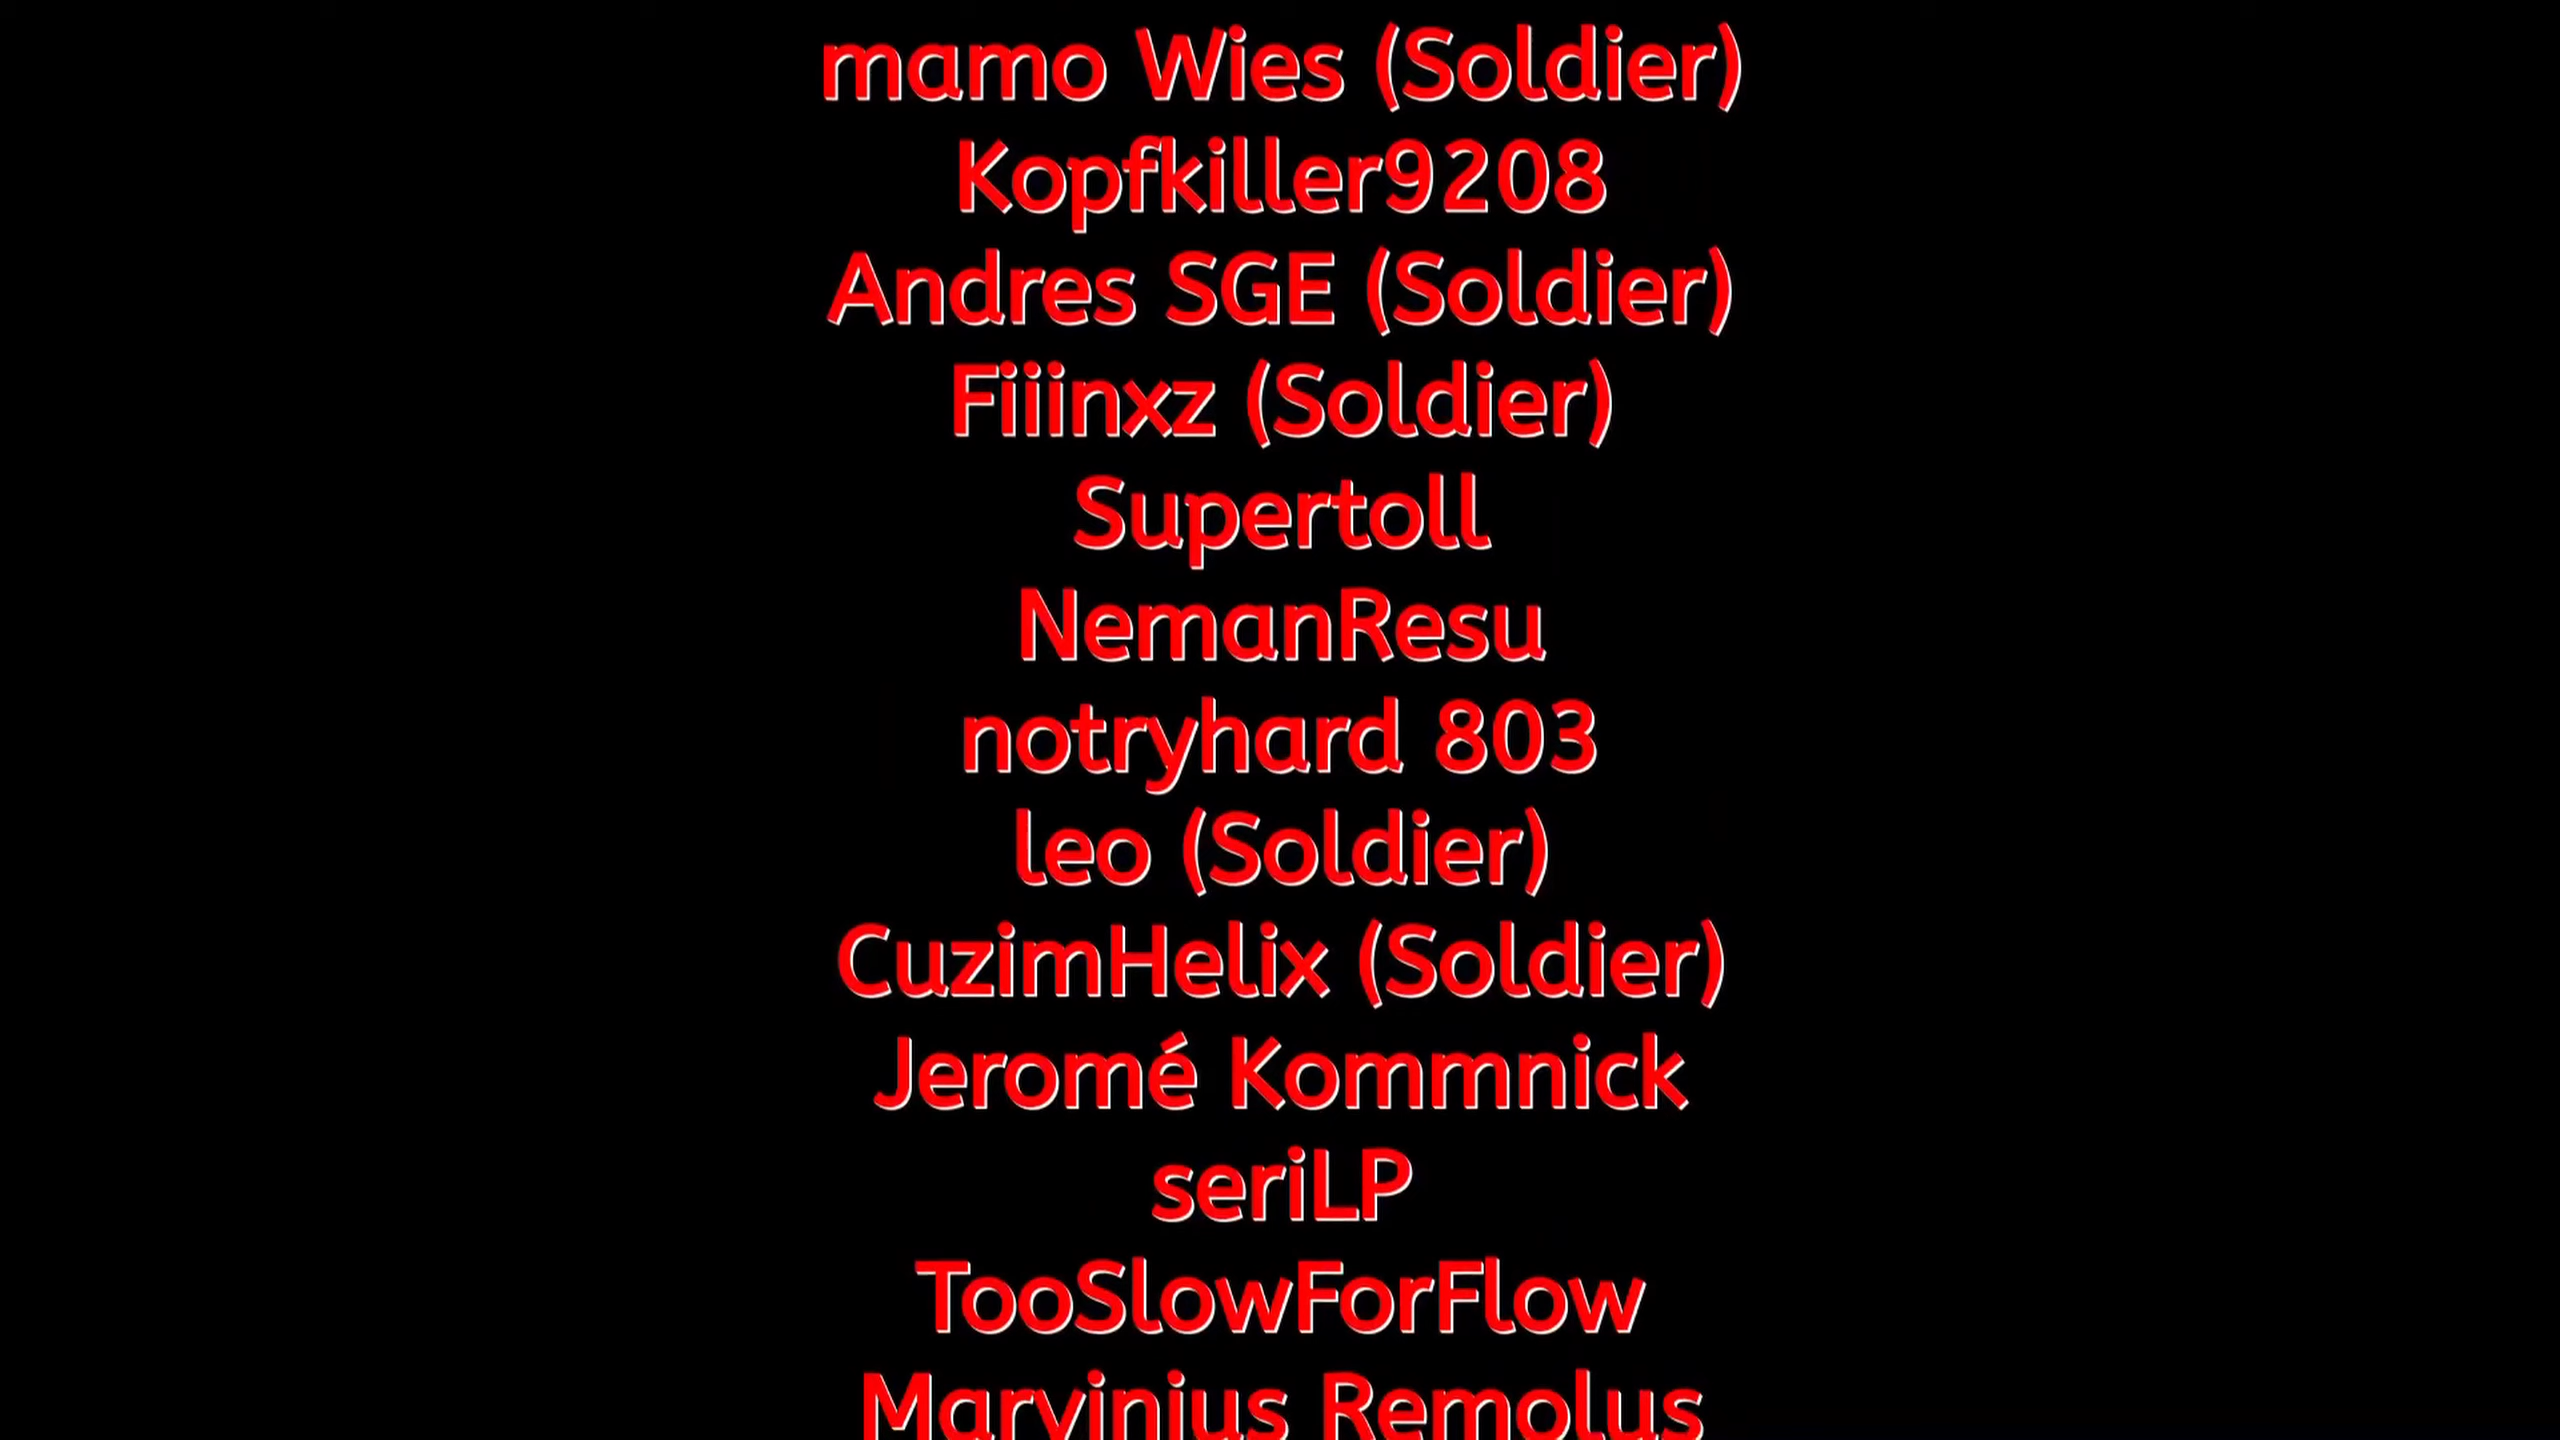 mamo Wies (Soldier)
Kopfkiller9208
Andres SGE (Soldier)
Fiiinxz (Soldier)
Supertoll
NemanResu
notryhard 803
leo (Soldier)
CuzimHelix (Soldier)
Jeromé Kommnick
seriLP
TooSlowForFlow
Marvinius Remolus